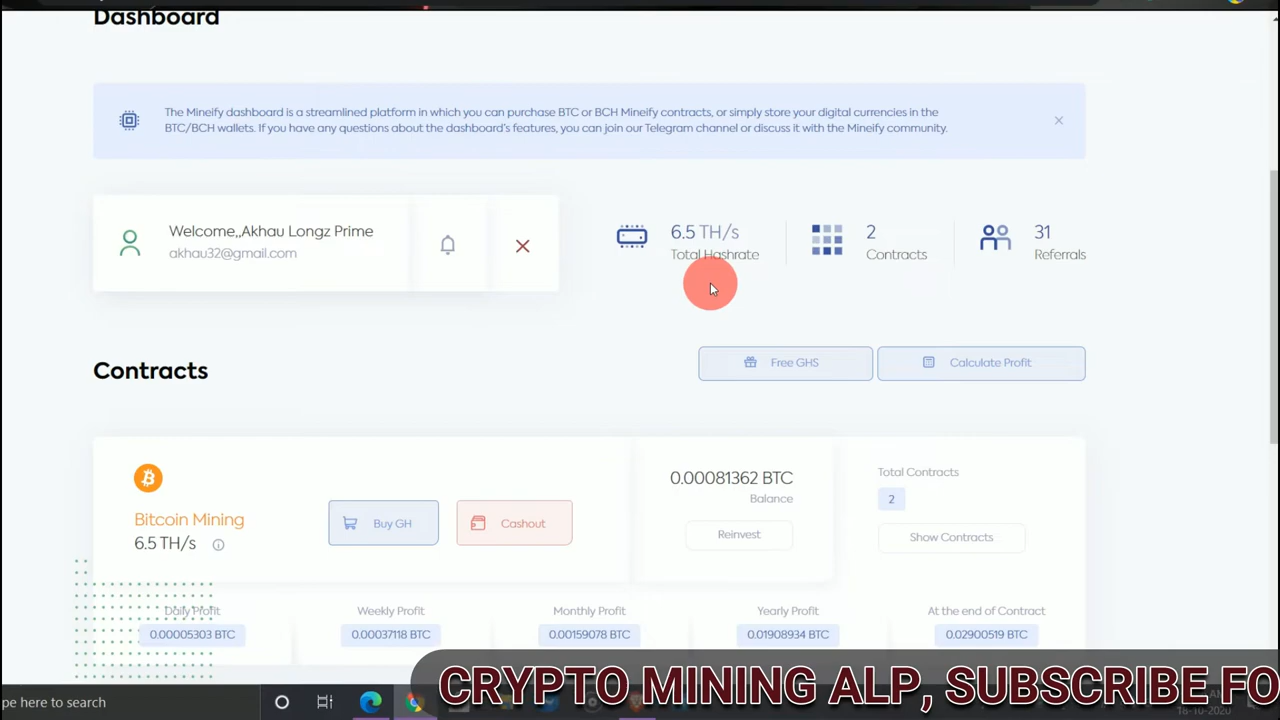 Dashboard
The Mineify dashboard is a streamlined platform in which you can purchase BTC or BCH Mineify contracts, or simply store your digital currencies in the
BTC/BCH wallets. If you have any questions about the dashboard's features, you can join our Telegram channel or discuss it with the Mineify community.
Welcome,,Akhau Longz Prime
akhau32@gmail.com
6.5 TH/s
Total Hashrate
2
Contracts
31
Referrals
Contracts
Free GHS
Calculate Profit
Bitcoin Mining
6.5 TH/s
Buy GH
Cashout
0.00081362 BTC
Balance
Reinvest
Total Contracts
2
Show Contracts
Daily Profit
Weekly Profit
Monthly Profit
Yearly Profit
At the end of Contract
0.00005303 BTC
0.00037118 BTC
0.00159078 BTC
0.01908934 BTC
0.02900519 BTC
CRYPTO MINING ALP, SUBSCRIBE FO
pe here to search
18-10-2020